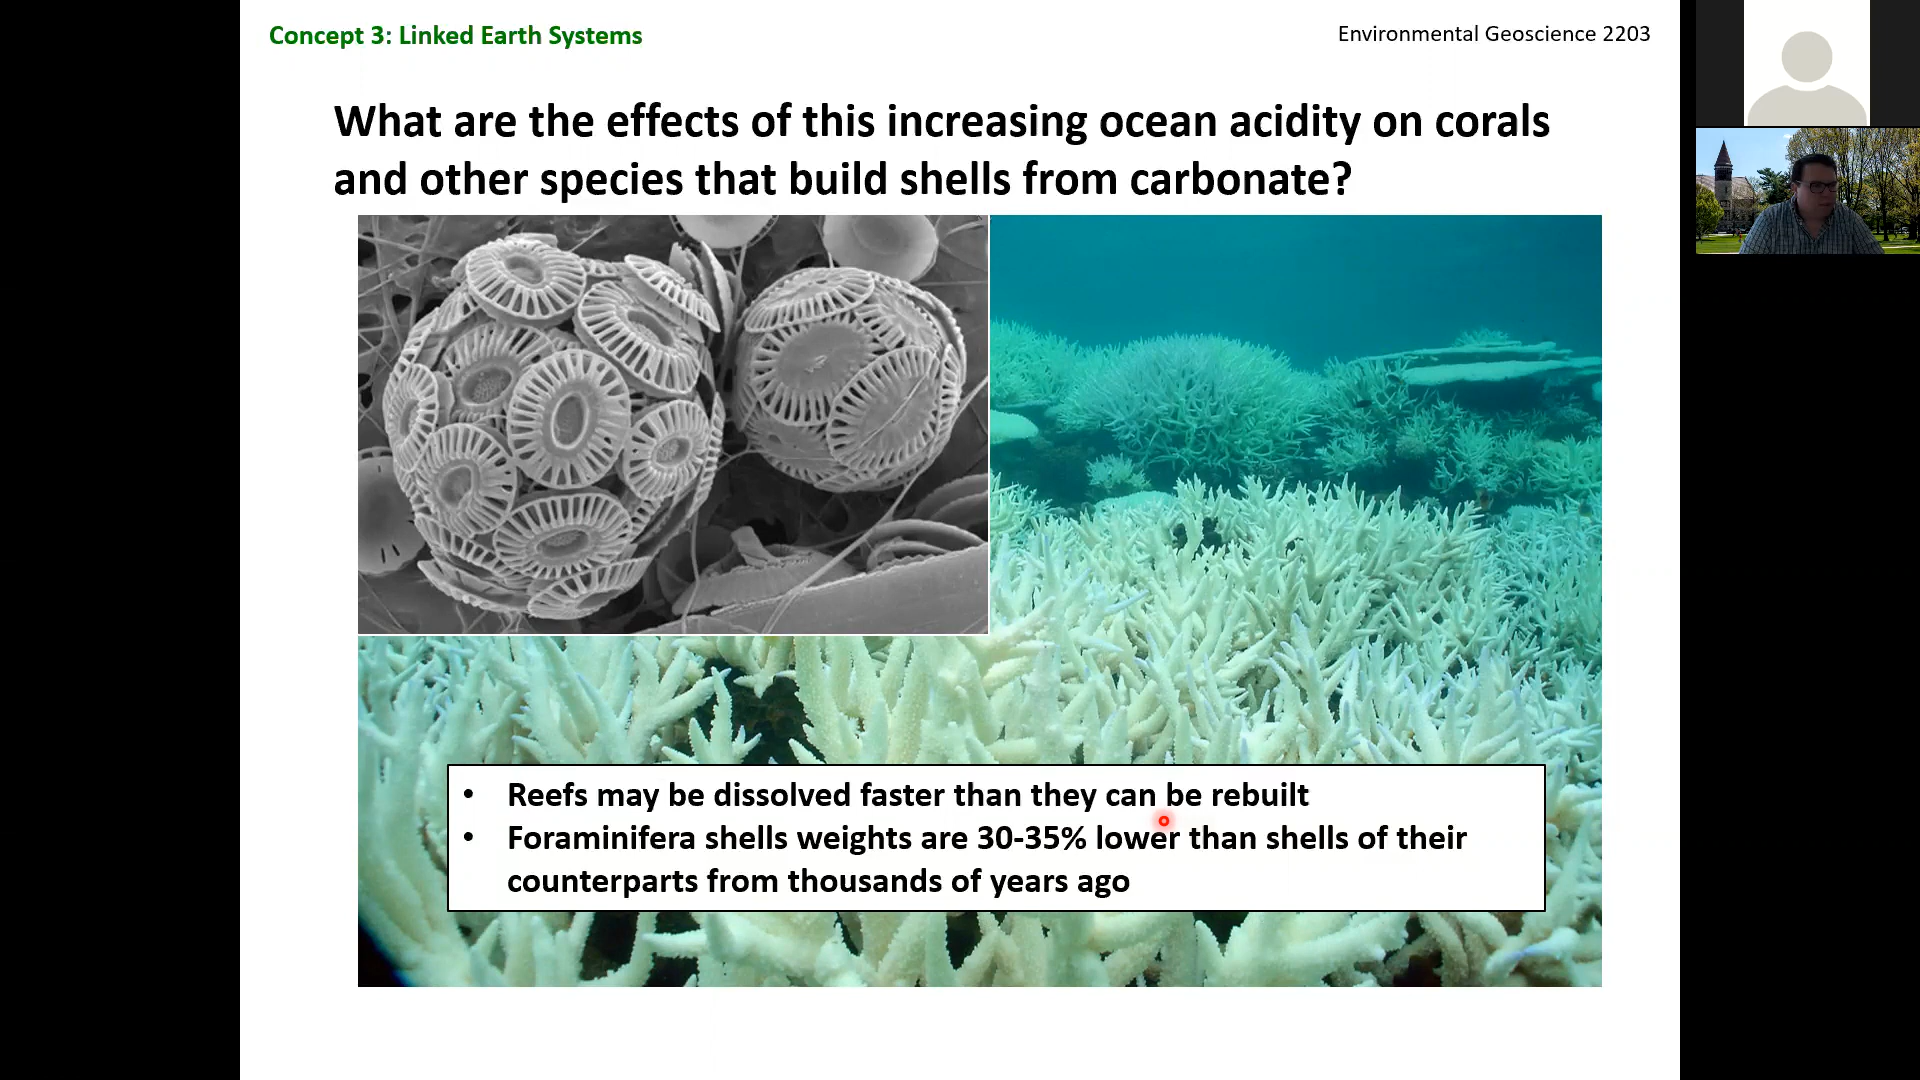 Concept 3: Linked Earth Systems
Environmental Geoscience 2203
What are the effects of this increasing ocean acidity on corals
and other species that build shells from carbonate?
• Reefs may be dissolved faster than they can be rebuilt
• Foraminifera shells weights are 30-35% lower than shells of their
counterparts from thousands of years ago